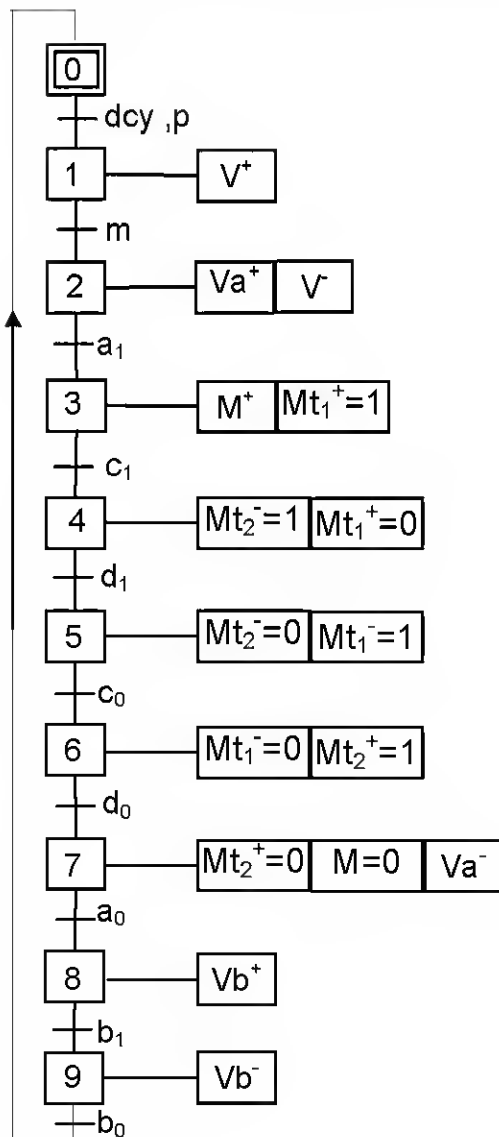 0
dcy ,p
1 V⁺
m
2 Va⁺ V⁻
a₁
3 M⁺ Mt₁⁺=1
c₁
4 Mt₂⁻=1 Mt₁⁺=0
d₁
5 Mt₂⁻=0 Mt₁⁻=1
c₀
6 Mt₁⁻=0 Mt₂⁺=1
d₀
7 Mt₂⁺=0 M=0 Va⁻
a₀
8 Vb⁺
b₁
9 Vb⁻
b₀